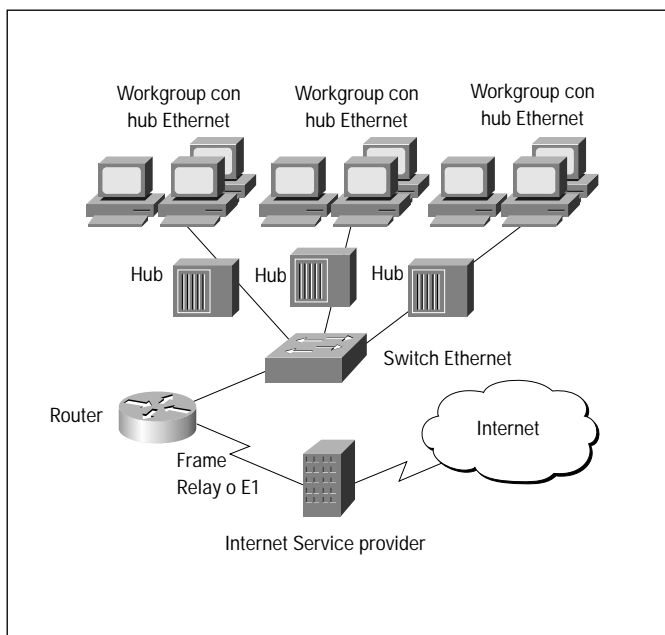 Workgroup con
hub Ethernet
Workgroup con
hub Ethernet
Workgroup con
hub Ethernet
Hub
Hub
Hub
Switch Ethernet
Router
Internet
Frame
Relay o E1
Internet Service provider